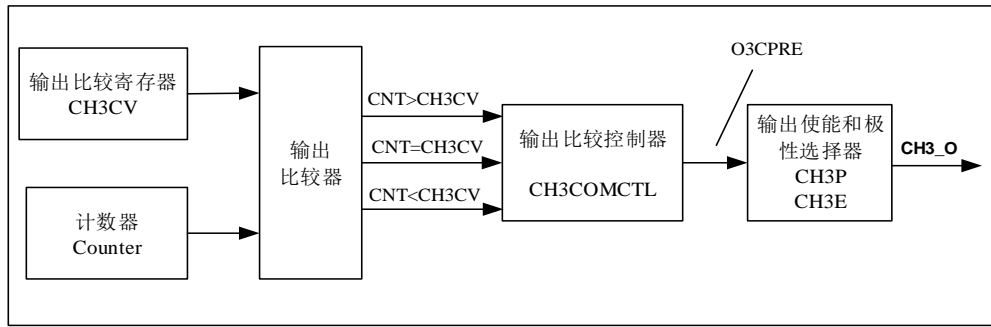 输出比较寄存器
CH3CV
计数器
Counter
输出
比较器
CNT>CH3CV
CNT=CH3CV
CNT<CH3CV
输出比较控制器
CH3COMCTL
O3CPRE
输出使能和极
性选择器
CH3P
CH3E
CH3_O